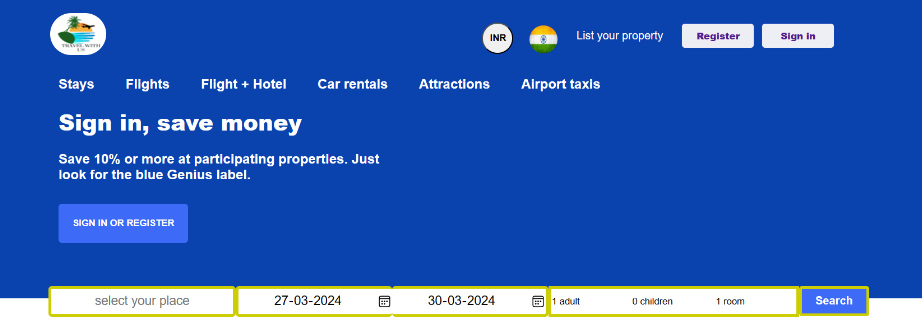 TRAVEL WITH
US
INR
List your property
Register
Sign in
Stays
Flights
Flight + Hotel
Car rentals
Attractions
Airport taxis
Sign in, save money
Save 10% or more at participating properties. Just
look for the blue Genius label.
SIGN IN OR REGISTER
select your place
27-03-2024
30-03-2024
1 adult
0 children
1 room
Search